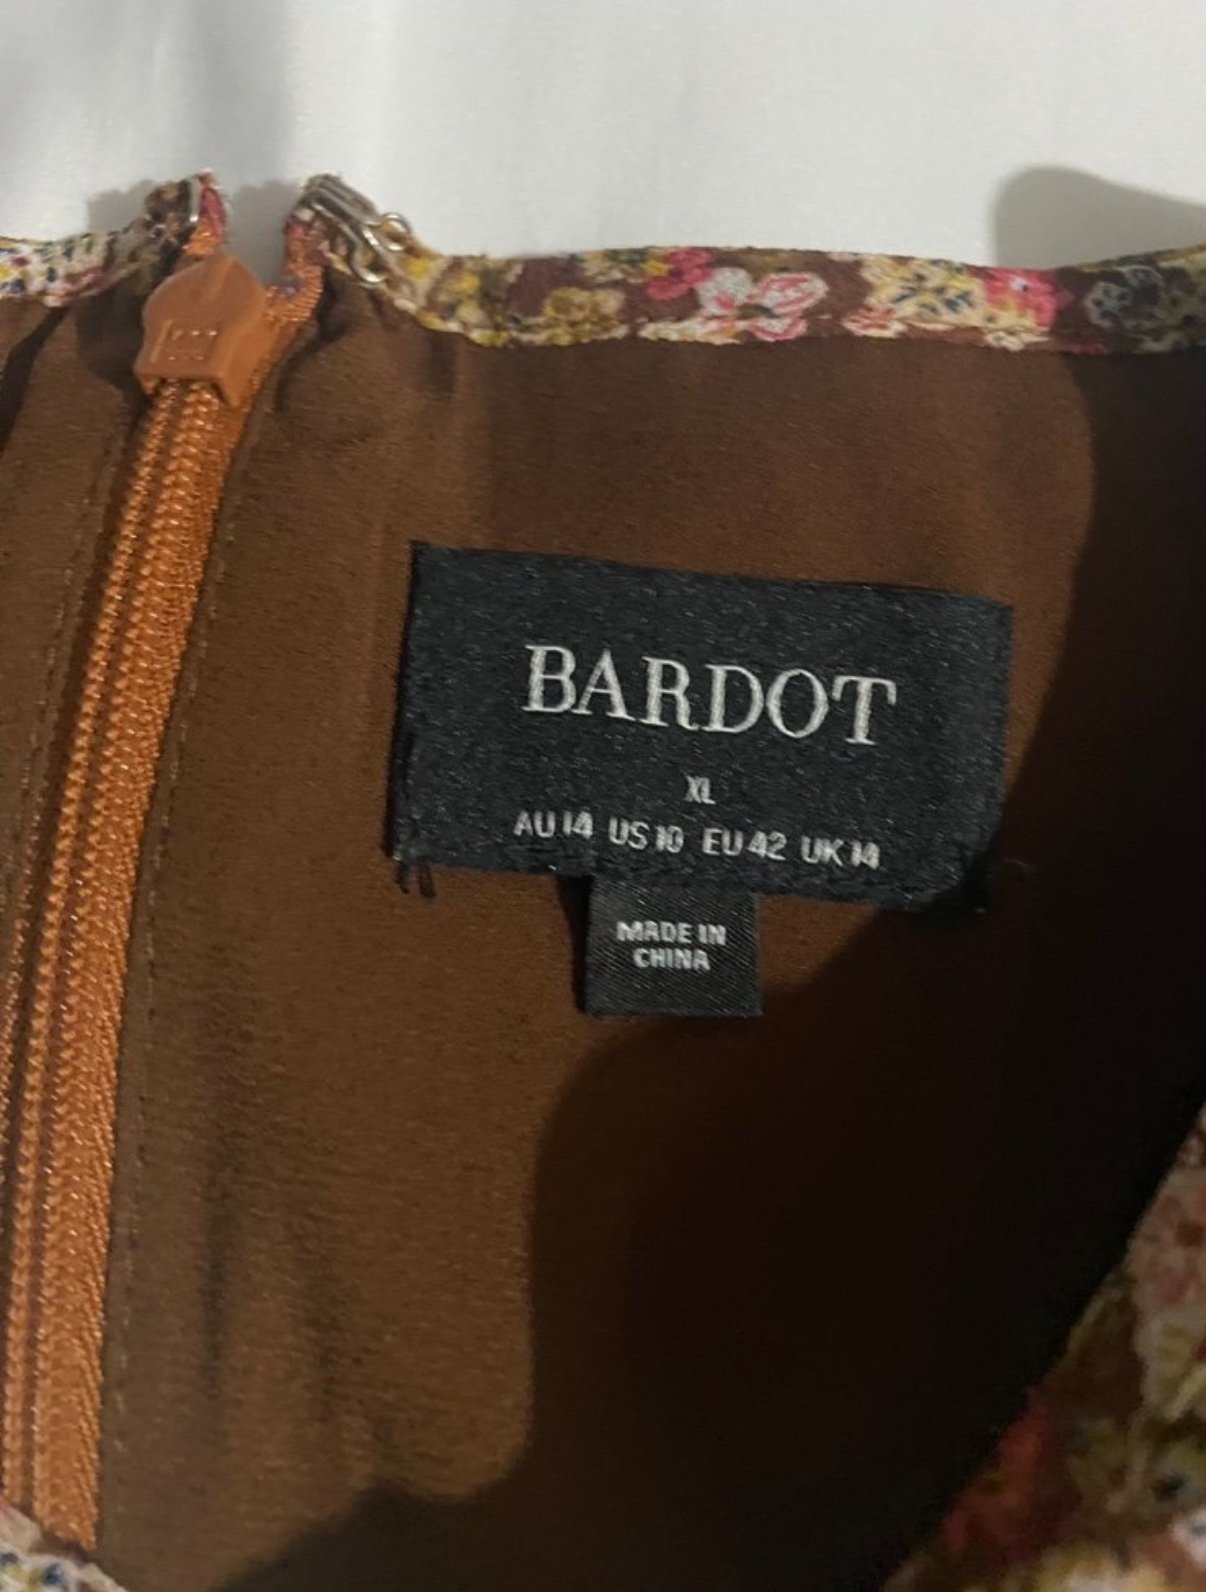 BARDOT
XL
AU 14 US 10 EU 42 UK 14
MADE IN
CHINA